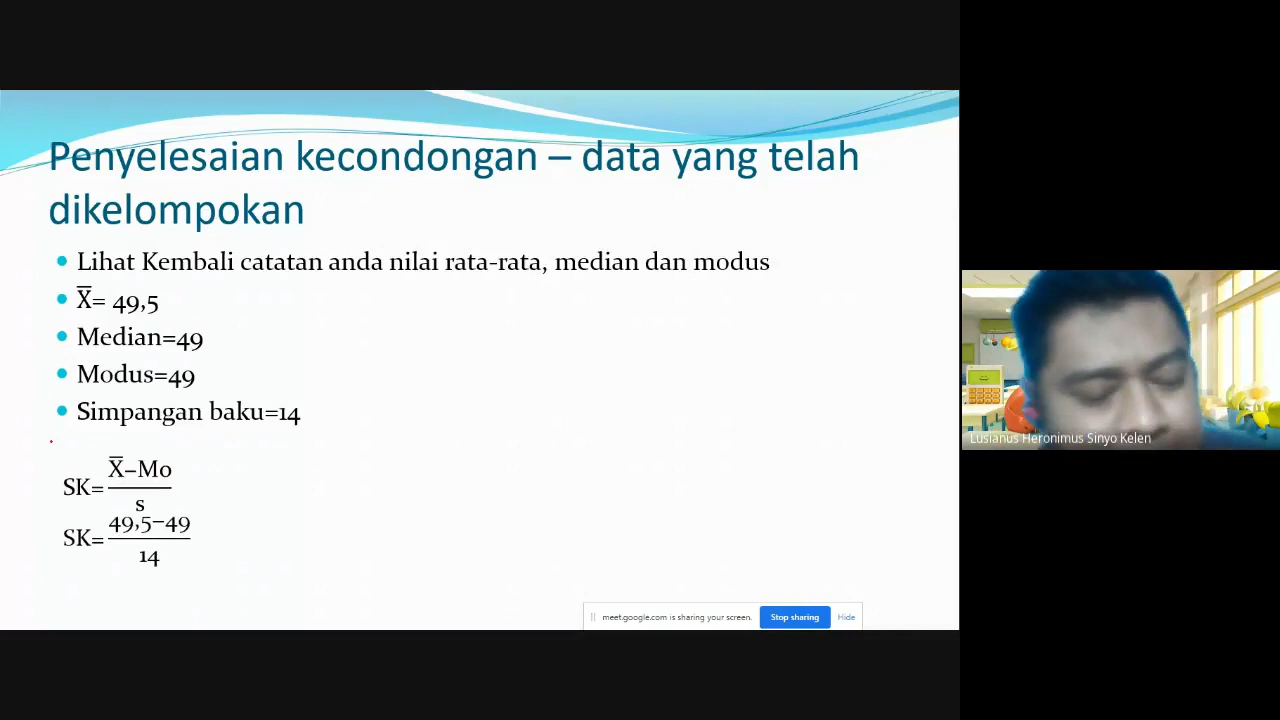 Penyelesaian kecondongan – data yang telah
dikelompokan
Lihat Kembali catatan anda nilai rata-rata, median dan modus
X̅= 49,5
Median=49
Modus=49
Simpangan baku=14
SK= X̅−Mo / s
SK= 49,5−49 / 14
meet.google.com is sharing your screen. Stop sharing Hide
Lusianus Heronimus Sinyo Kelen